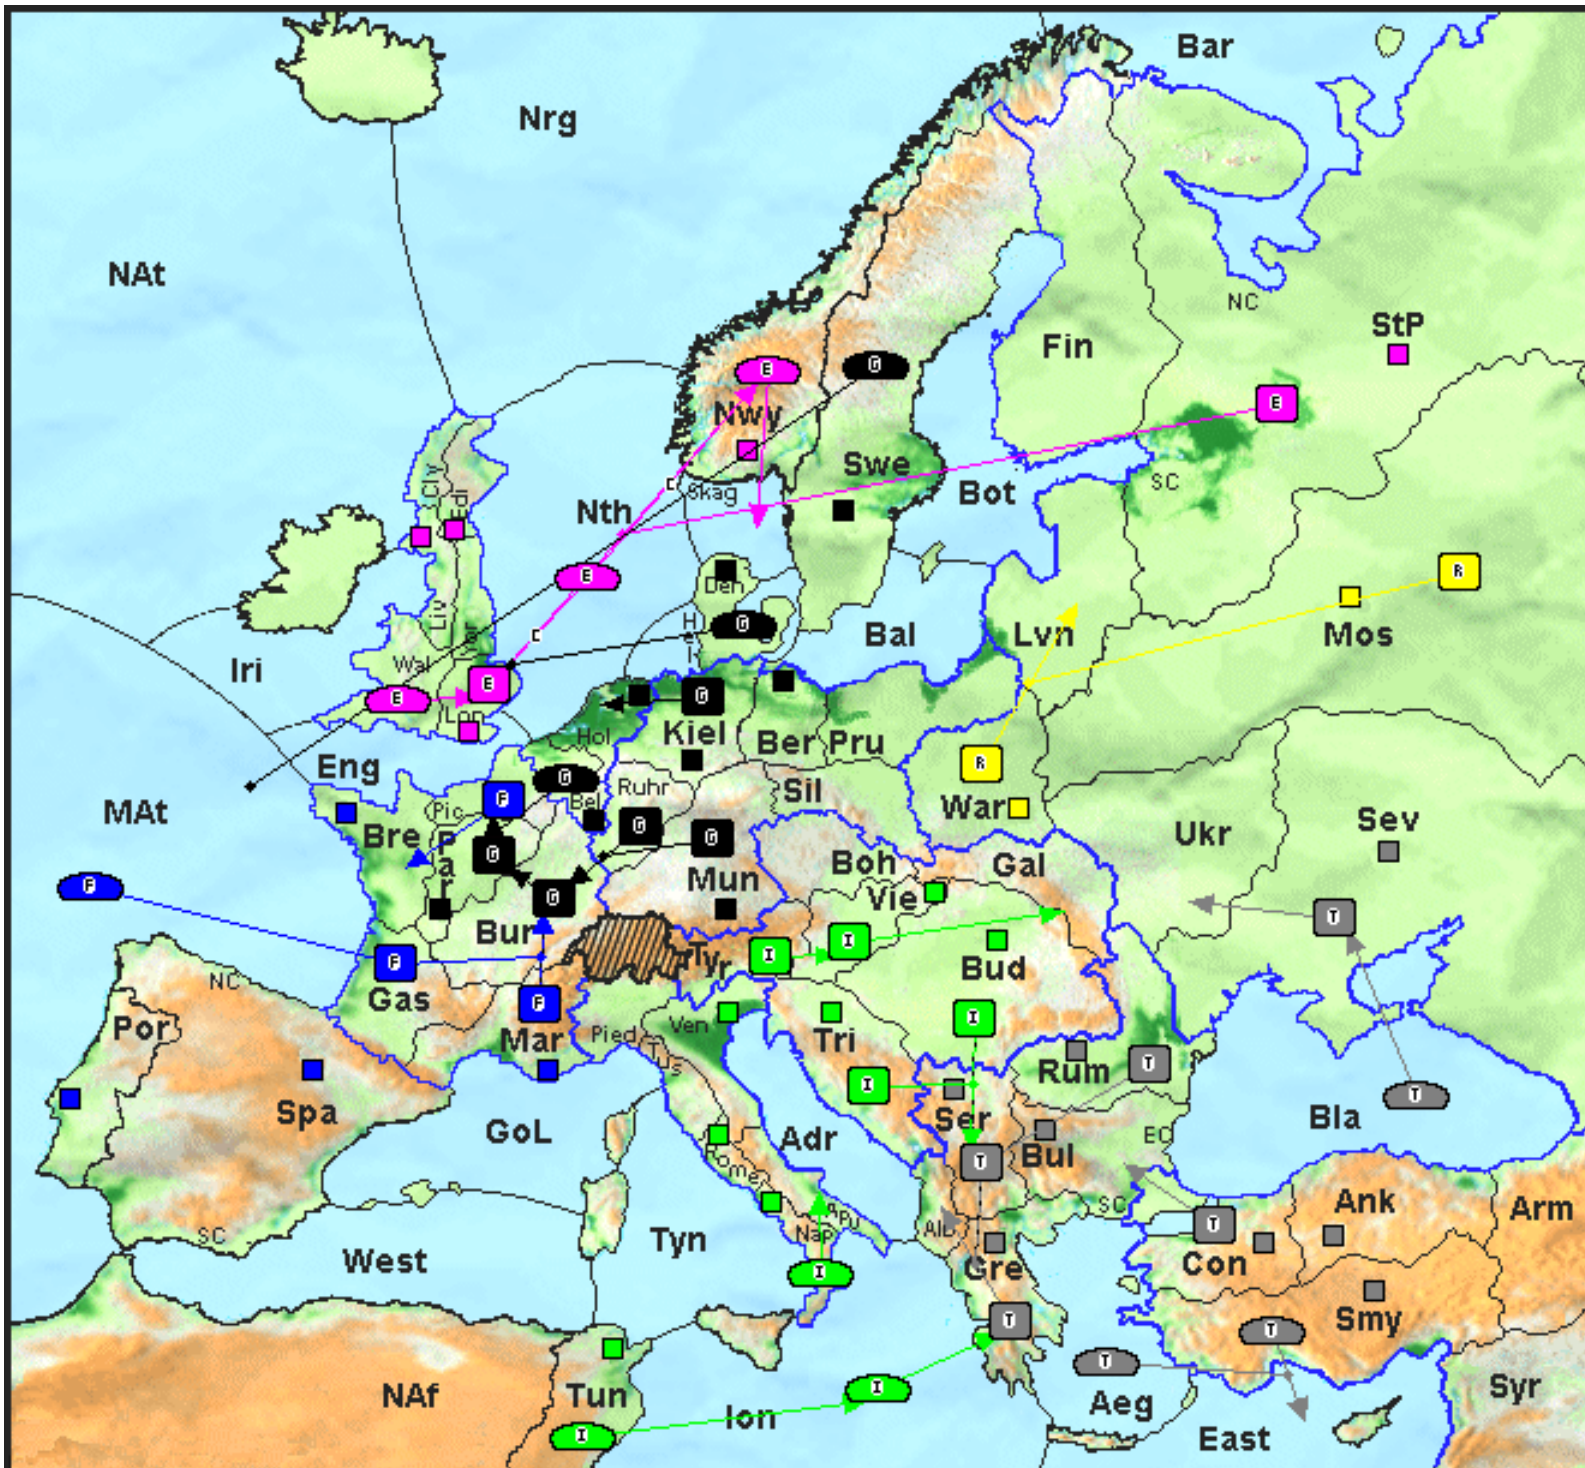 Bar
Nrg
NAt
NC
StP
Fin
E
G
E
Nwy
Swe
Bot
SC
Skag
C
Nth
Cly
Edi
E
R
Den
Mos
Lvn
Bal
G
Liv
Yor
C
Iri
Wal
Hel
E
E
Lon
G
Kiel
Ber
Pru
Hol
Eng
R
War
Sil
Ruhr
G
Bel
F
Pic
MAt
Bre
Par
G
G
G
Ukr
Sev
Boh
Gal
Mun
Vie
F
G
Bur
T
I
I
Tyr
Bud
F
Gas
NC
F
Mar
Por
Ven
Pied
Tus
Tri
I
I
Rum
T
Ser
Spa
GoL
Adr
T
Bul
EC
Bla
T
Rome
Ank
Arm
SC
SC
Apu
Nap
Alb
T
Con
Tyn
West
Gre
I
T
T
Smy
T
NAf
Tun
I
Ion
Aeg
Syr
I
East